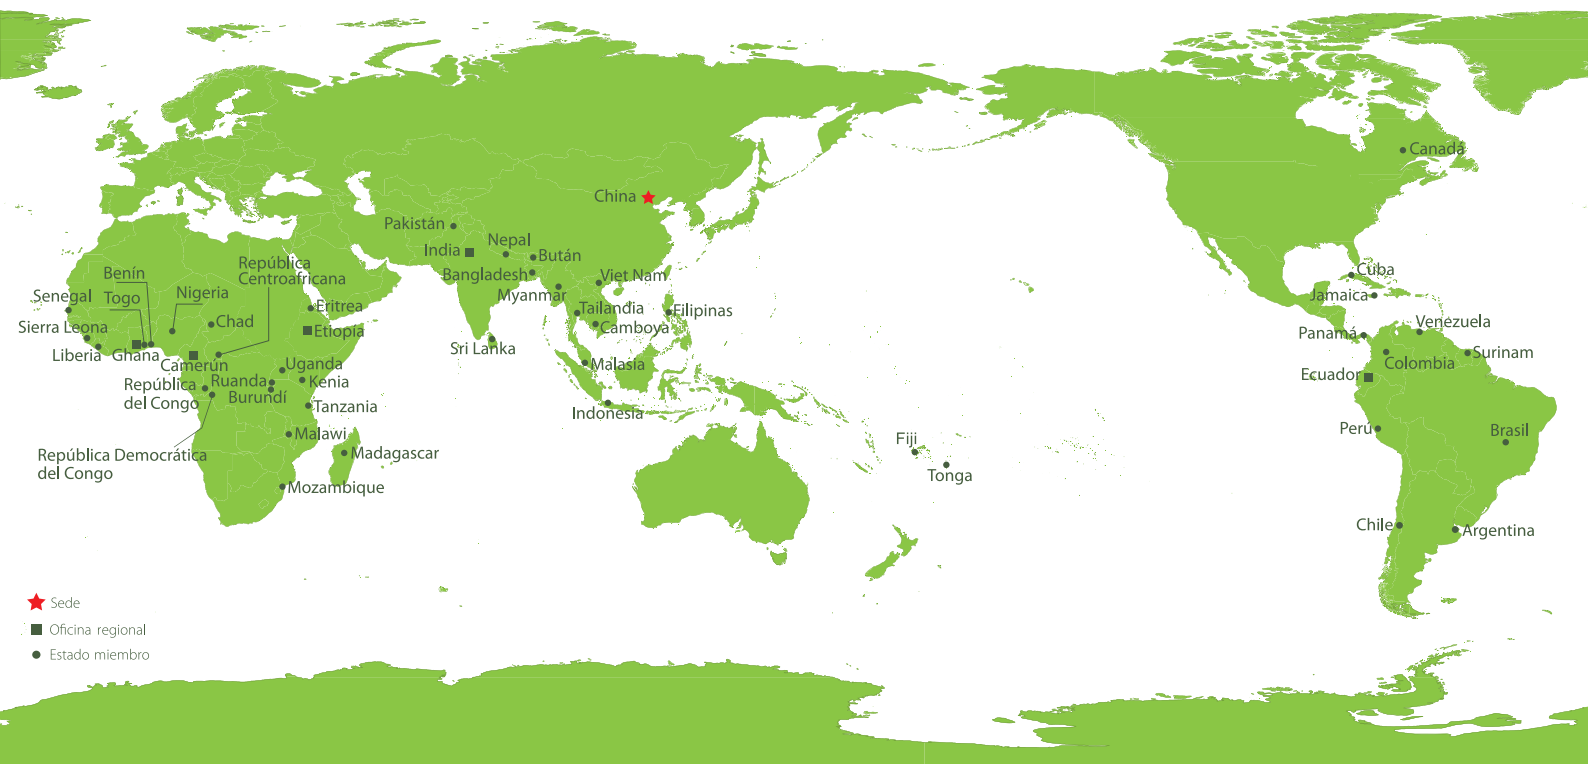 Canadá
China
Pakistán
India
Nepal
Bután
Bangladesh
Viet Nam
Myanmar
Tailandia
Filipinas
Camboya
Sri Lanka
Malasia
Indonesia
República
Centroafricana
Benín
Togo
Nigeria
Senegal
Eritrea
Chad
Sierra Leona
Etiopía
Liberia
Ghana
Camerún
Uganda
República
del Congo
Ruanda
Kenia
Burundí
Tanzania
Malawi
República Democrática
del Congo
Madagascar
Mozambique
Fiji
Tonga
Cuba
Jamaica
Panamá
Venezuela
Surinam
Colombia
Ecuador
Perú
Brasil
Chile
Argentina
Sede
Oficina regional
Estado miembro